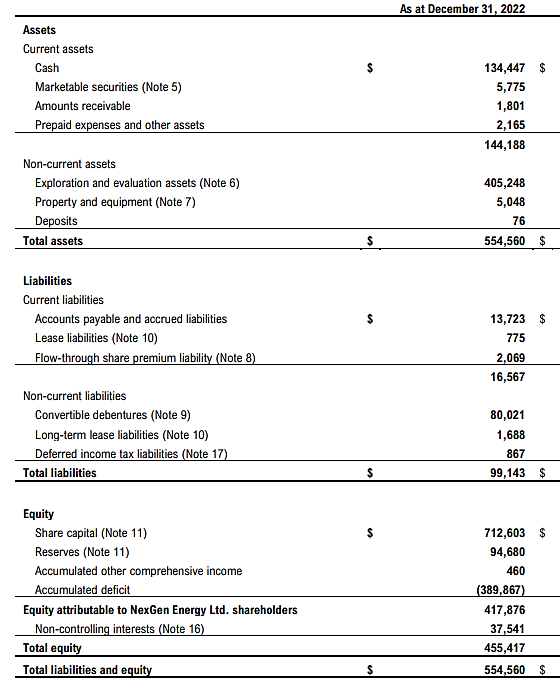 As at December 31, 2022
Assets
Current assets
Cash $ 134,447 $
Marketable securities (Note 5) 5,775
Amounts receivable 1,801
Prepaid expenses and other assets 2,165
144,188
Non-current assets
Exploration and evaluation assets (Note 6) 405,248
Property and equipment (Note 7) 5,048
Deposits 76
Total assets $ 554,560 $
Liabilities
Current liabilities
Accounts payable and accrued liabilities $ 13,723 $
Lease liabilities (Note 10) 775
Flow-through share premium liability (Note 8) 2,069
16,567
Non-current liabilities
Convertible debentures (Note 9) 80,021
Long-term lease liabilities (Note 10) 1,688
Deferred income tax liabilities (Note 17) 867
Total liabilities $ 99,143 $
Equity
Share capital (Note 11) $ 712,603 $
Reserves (Note 11) 94,680
Accumulated other comprehensive income 460
Accumulated deficit (389,867)
Equity attributable to NexGen Energy Ltd. shareholders 417,876
Non-controlling interests (Note 16) 37,541
Total equity 455,417
Total liabilities and equity $ 554,560 $